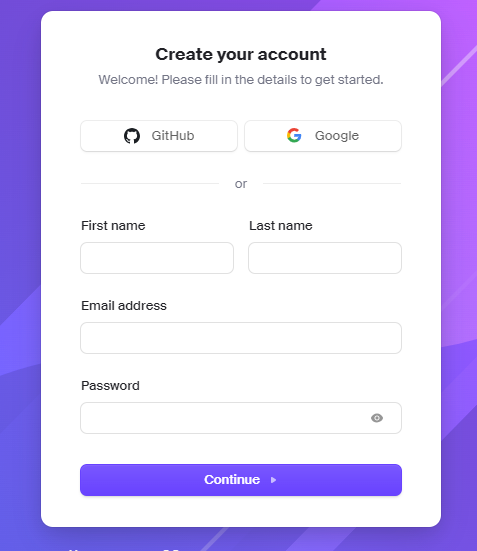 Create your account
Welcome! Please fill in the details to get started.
GitHub Google
or
First name Last name
Email address
Password
Continue